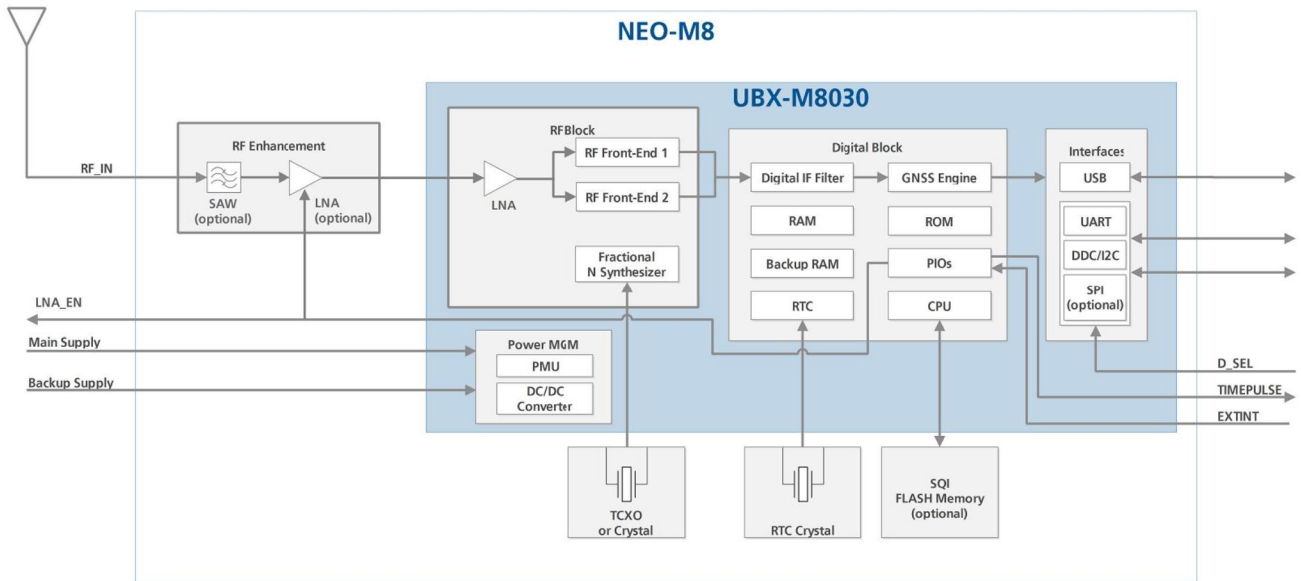 NEO-M8
UBX-M8030
RF Enhancement
RF_IN
SAW
(optional)
LNA
(optional)
RFBlock
LNA
RF Front-End 1
RF Front-End 2
Fractional
N Synthesizer
Digital Block
Digital IF Filter
GNSS Engine
RAM
ROM
Backup RAM
PIOs
RTC
CPU
Interfaces
USB
UART
DDC/I2C
SPI
(optional)
LNA_EN
Main Supply
Backup Supply
Power MGM
PMU
DC/DC
Converter
D_SEL
TIMEPULSE
EXTINT
TCXO
or Crystal
RTC Crystal
SQI
FLASH Memory
(optional)